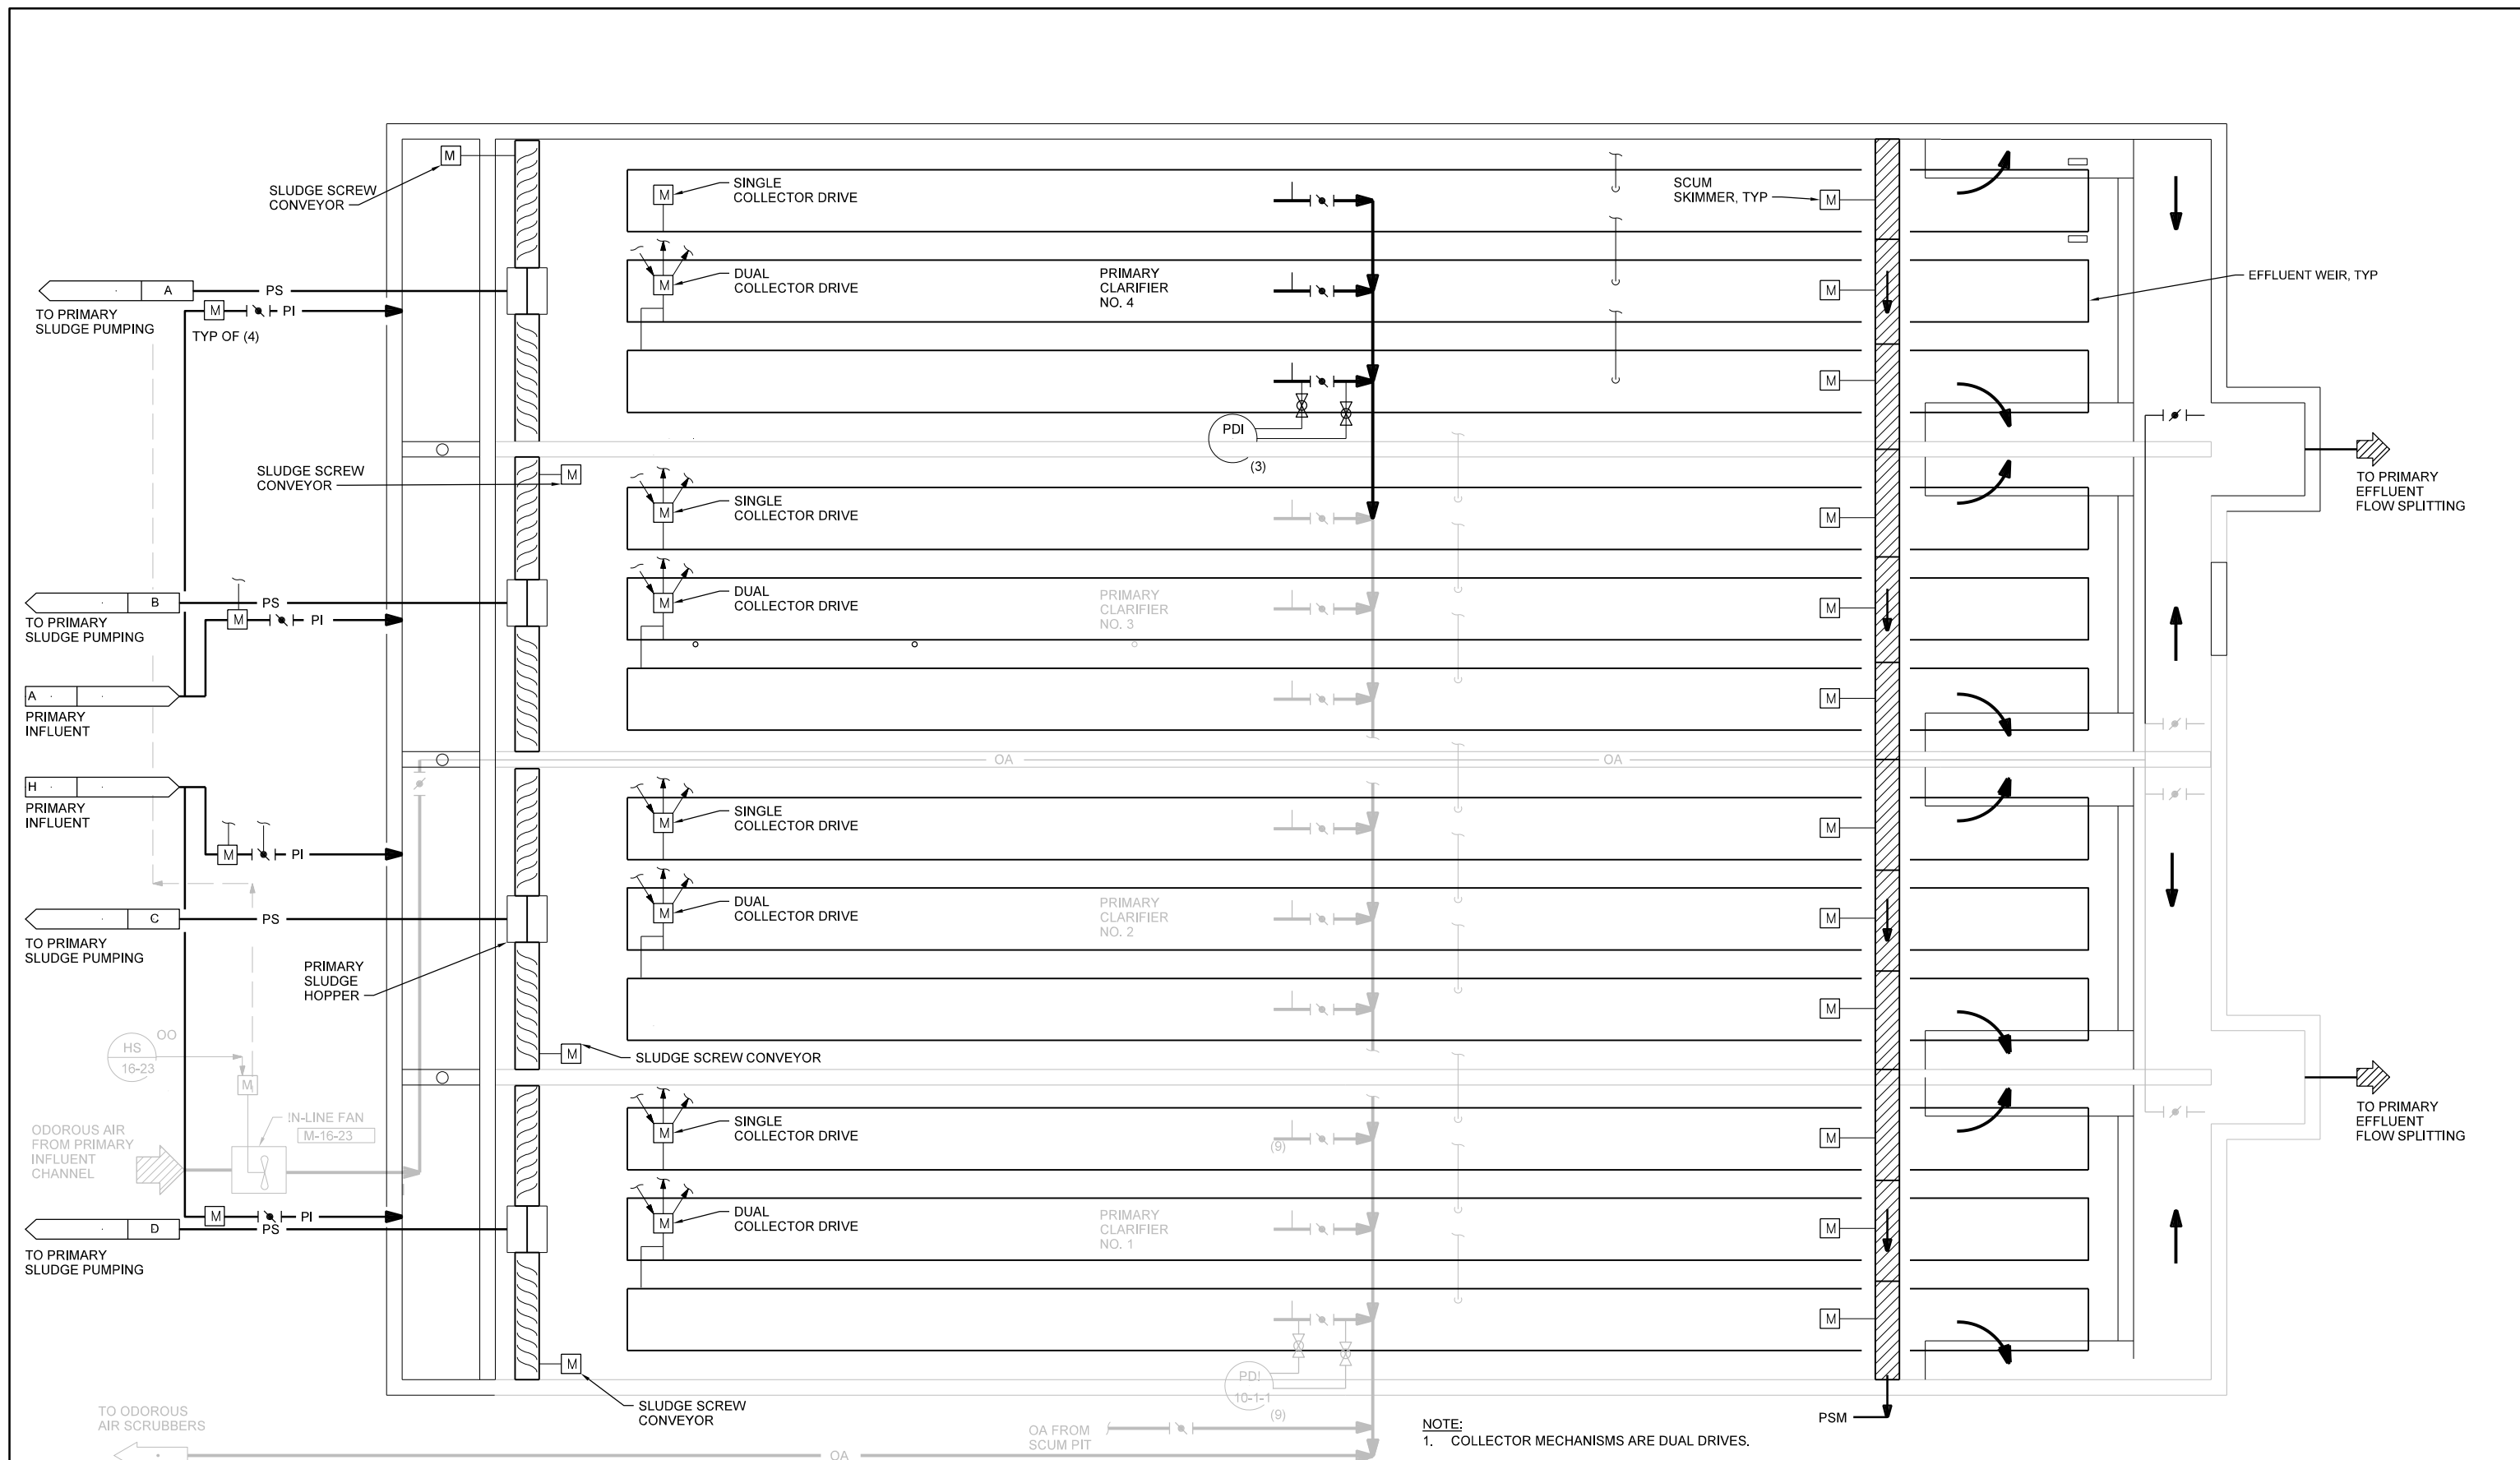 M
SLUDGE SCREW
CONVEYOR
M
SINGLE
COLLECTOR DRIVE
SCUM
SKIMMER, TYP
M
A
PS
TO PRIMARY
SLUDGE PUMPING
M
PI
TYP OF (4)
M
DUAL
COLLECTOR DRIVE
PRIMARY
CLARIFIER
NO. 4
M
EFFLUENT WEIR, TYP
M
PDI
(3)
SLUDGE SCREW
CONVEYOR
M
M
SINGLE
COLLECTOR DRIVE
M
TO PRIMARY
EFFLUENT
FLOW SPLITTING
B
PS
TO PRIMARY
SLUDGE PUMPING
M
PI
M
DUAL
COLLECTOR DRIVE
PRIMARY
CLARIFIER
NO. 3
M
A
PRIMARY
INFLUENT
M
OA
OA
H
PRIMARY
INFLUENT
M
PI
M
SINGLE
COLLECTOR DRIVE
M
C
PS
TO PRIMARY
SLUDGE PUMPING
M
DUAL
COLLECTOR DRIVE
PRIMARY
CLARIFIER
NO. 2
M
PRIMARY
SLUDGE
HOPPER
M
HS
16-23
OO
M
M
SLUDGE SCREW CONVEYOR
IN-LINE FAN
M-16-23
ODOROUS AIR
FROM PRIMARY
INFLUENT
CHANNEL
M
SINGLE
COLLECTOR DRIVE
(9)
M
TO PRIMARY
EFFLUENT
FLOW SPLITTING
M
PI
D
PS
TO PRIMARY
SLUDGE PUMPING
M
DUAL
COLLECTOR DRIVE
PRIMARY
CLARIFIER
NO. 1
M
M
M
SLUDGE SCREW
CONVEYOR
PDI
10-1-1
(9)
TO ODOROUS
AIR SCRUBBERS
OA
OA FROM
SCUM PIT
PSM
NOTE:
1. COLLECTOR MECHANISMS ARE DUAL DRIVES.